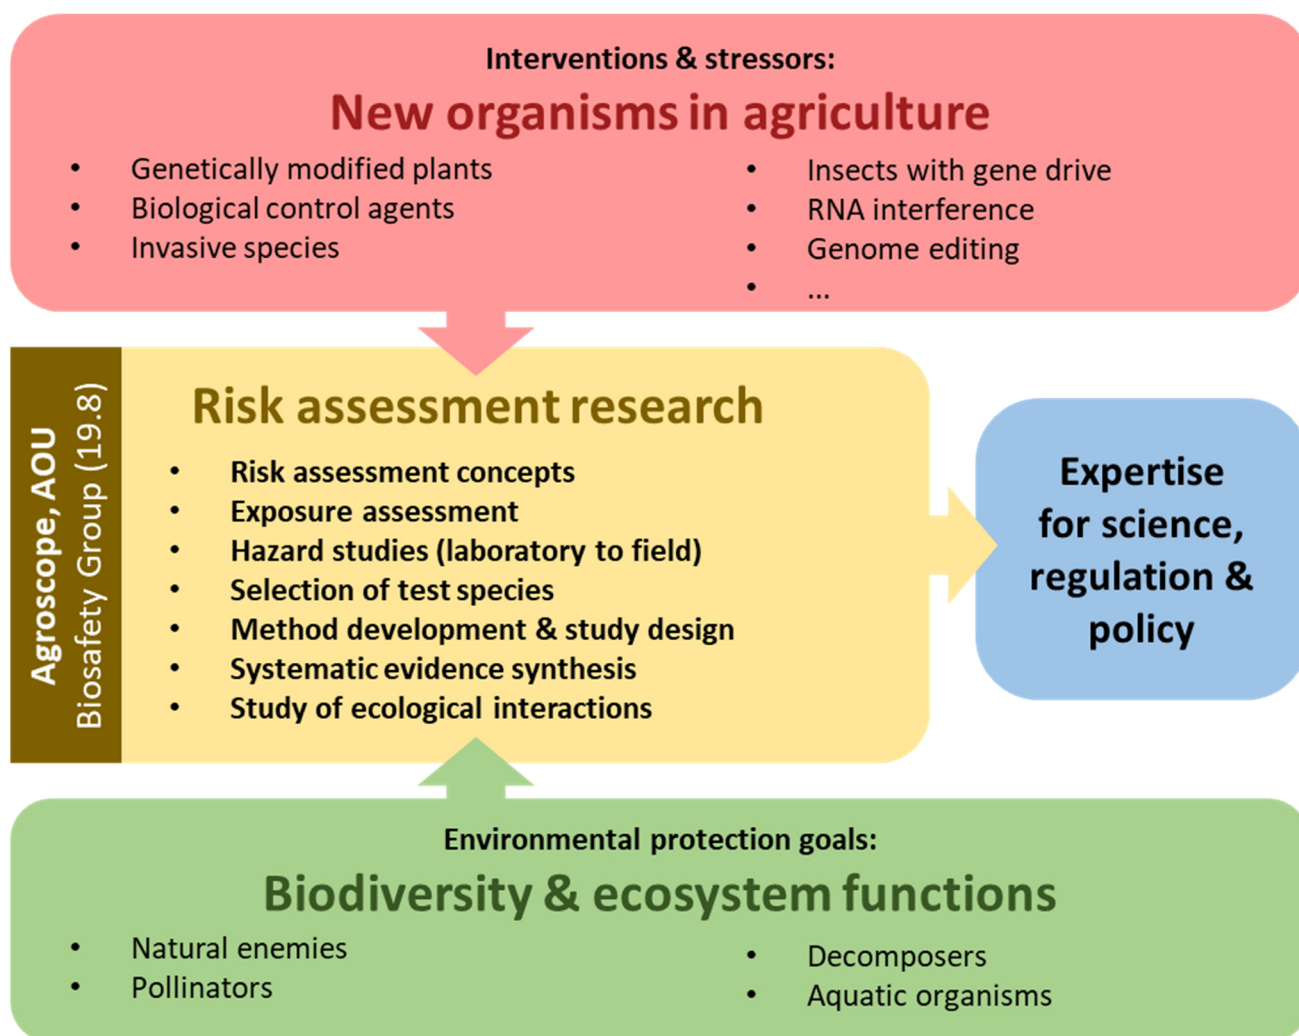 Interventions & stressors:
New organisms in agriculture
• Genetically modified plants
• Biological control agents
• Invasive species
• Insects with gene drive
• RNA interference
• Genome editing
• ...
Agroscope, AOU
Biosafety Group (19.8)
Risk assessment research
• Risk assessment concepts
• Exposure assessment
• Hazard studies (laboratory to field)
• Selection of test species
• Method development & study design
• Systematic evidence synthesis
• Study of ecological interactions
Expertise
for science,
regulation &
policy
Environmental protection goals:
Biodiversity & ecosystem functions
• Natural enemies
• Pollinators
• Decomposers
• Aquatic organisms